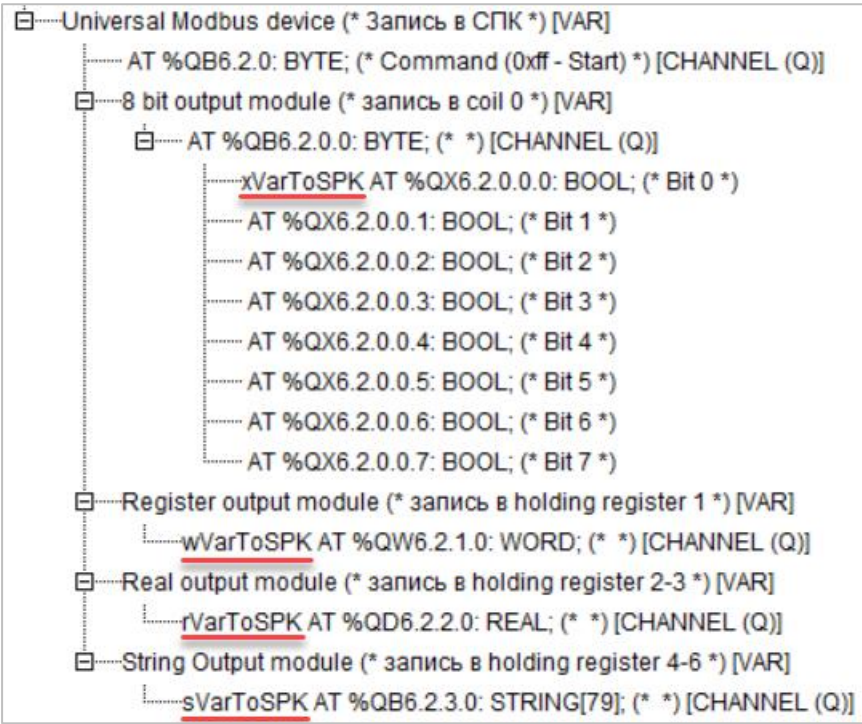 Universal Modbus device (* Запись в СПК *) [VAR]
AT %QB6.2.0: BYTE; (* Command (0xff - Start) *) [CHANNEL (Q)]
8 bit output module (* запись в coil 0 *) [VAR]
AT %QB6.2.0.0: BYTE; (* *) [CHANNEL (Q)]
xVarToSPK AT %QX6.2.0.0.0: BOOL; (* Bit 0 *)
AT %QX6.2.0.0.1: BOOL; (* Bit 1 *)
AT %QX6.2.0.0.2: BOOL; (* Bit 2 *)
AT %QX6.2.0.0.3: BOOL; (* Bit 3 *)
AT %QX6.2.0.0.4: BOOL; (* Bit 4 *)
AT %QX6.2.0.0.5: BOOL; (* Bit 5 *)
AT %QX6.2.0.0.6: BOOL; (* Bit 6 *)
AT %QX6.2.0.0.7: BOOL; (* Bit 7 *)
Register output module (* запись в holding register 1 *) [VAR]
wVarToSPK AT %QW6.2.1.0: WORD; (* *) [CHANNEL (Q)]
Real output module (* запись в holding register 2-3 *) [VAR]
rVarToSPK AT %QD6.2.2.0: REAL; (* *) [CHANNEL (Q)]
String Output module (* запись в holding register 4-6 *) [VAR]
sVarToSPK AT %QB6.2.3.0: STRING[79]; (* *) [CHANNEL (Q)]